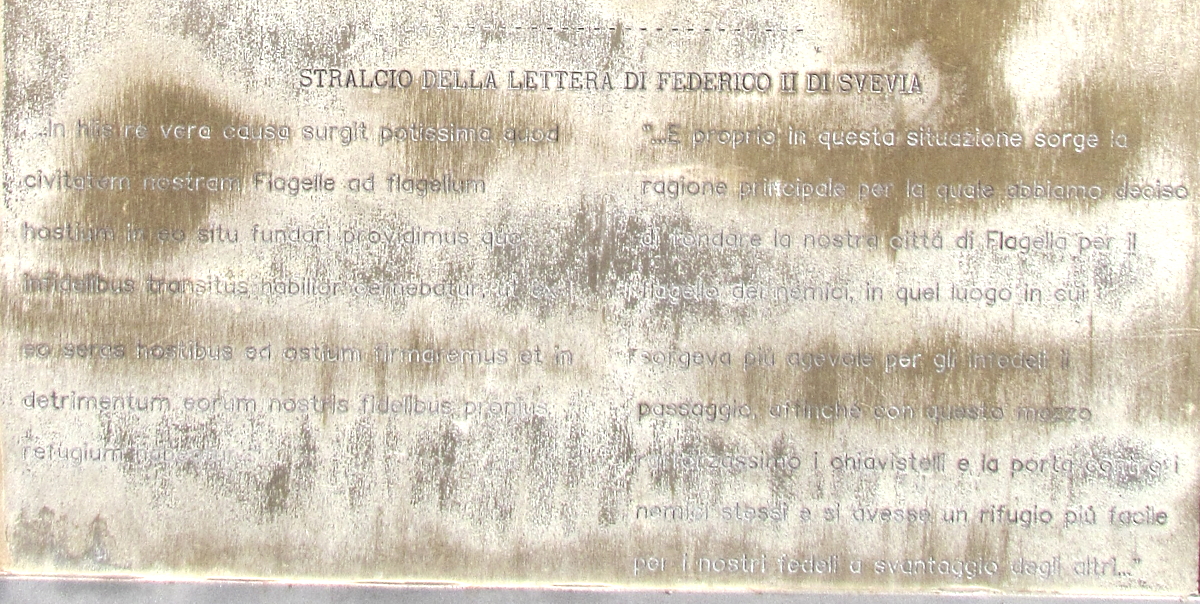 STRALCIO DELLA LETTERA DI FEDERICO II DI SVEVIA
...In his re vera causa surgit potissima quod
civitatem nostram Flagelle ad flagellum
hostium in eo situ fundari providimus quo
infidelibus transitus habilior cernebatur,
eo seras hostibus ed ostium firmaremus et in
detrimentum eorum nostris fidelibus pronius
refugium
"...E proprio in questa situazione sorge la
ragione principale per la quale abbiamo deciso
di fondare la nostra città di Flagella per il
flagello dei nemici, in quel luogo in cui
sorgeva più agevole per gli infedeli il
passaggio, affinchè con questo mezzo
rafforzassimo i chiavistelli e la porta contro i
nemici stessi e si avesse un rifugio più facile
per i nostri fedeli a svantaggio degli altri..."